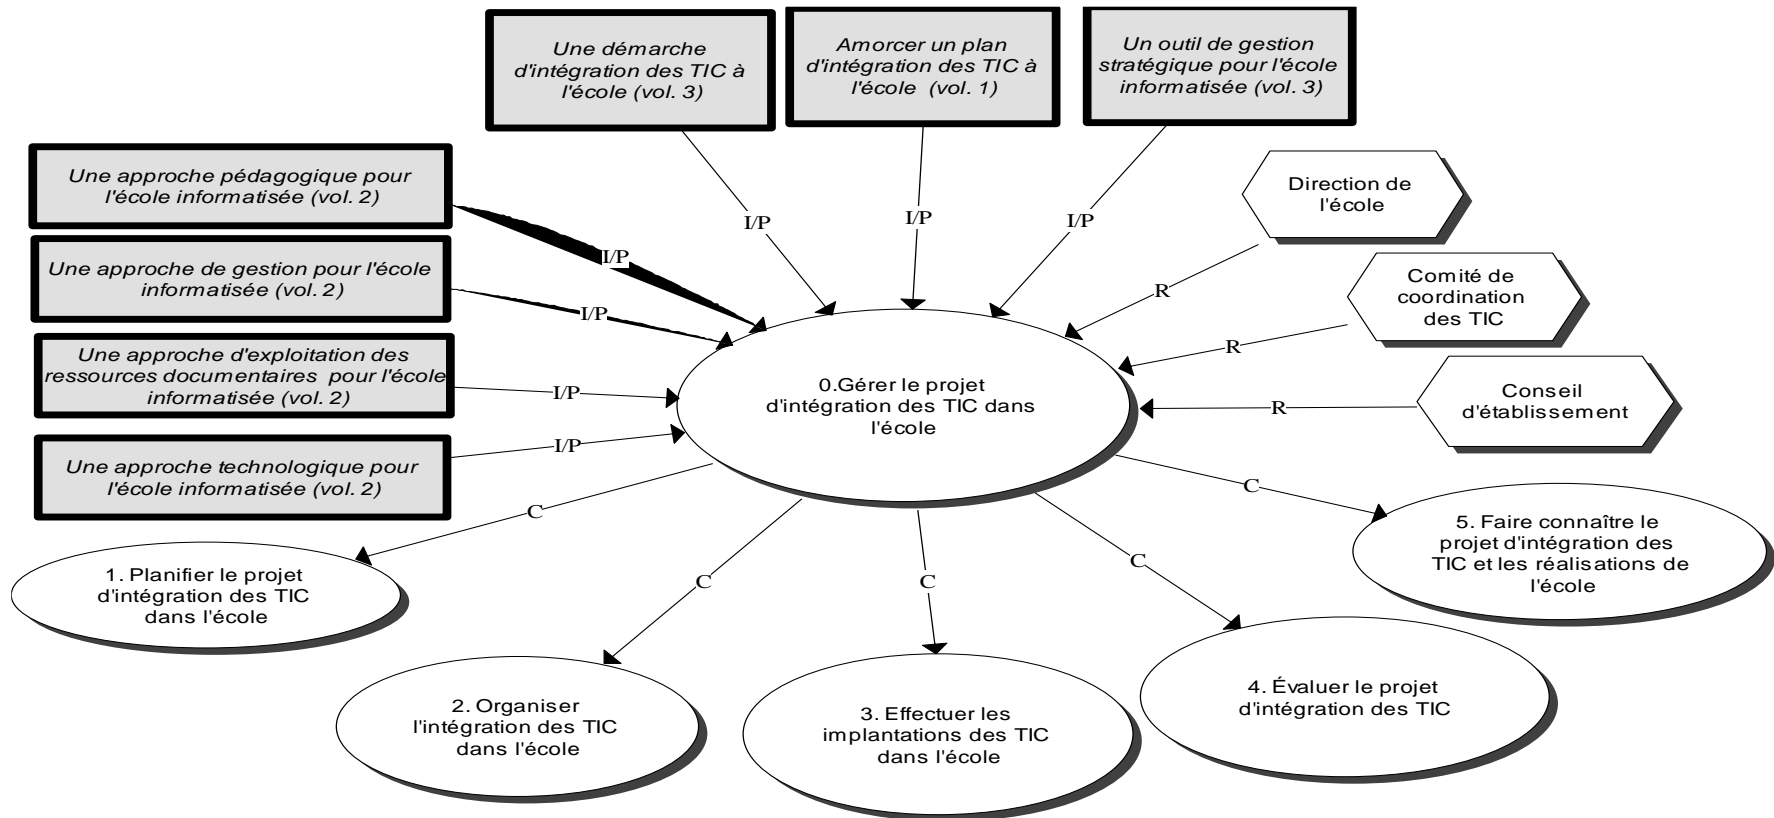 Une démarche
d'intégration des TIC à
l'école (vol. 3)
Amorcer un plan
d'intégration des TIC à
l'école (vol. 1)
Un outil de gestion
stratégique pour l'école
informatisée (vol. 3)
Une approche pédagogique pour
l'école informatisée (vol. 2)
Une approche de gestion pour l'école
informatisée (vol. 2)
Une approche d'exploitation des
ressources documentaires pour l'école
informatisée (vol. 2)
Une approche technologique pour
l'école informatisée (vol. 2)
I/P
I/P
I/P
I/P
I/P
I/P
I/P
Direction de
l'école
Comité de
coordination
des TIC
Conseil
d'établissement
R
R
R
0.Gérer le projet
d'intégration des TIC dans
l'école
C
C
C
C
C
1. Planifier le projet
d'intégration des TIC
dans l'école
2. Organiser
l'intégration des TIC
dans l'école
3. Effectuer les
implantations des TIC
dans l'école
4. Évaluer le projet
d'intégration des TIC
5. Faire connaître le
projet d'intégration des
TIC et les réalisations de
l'école